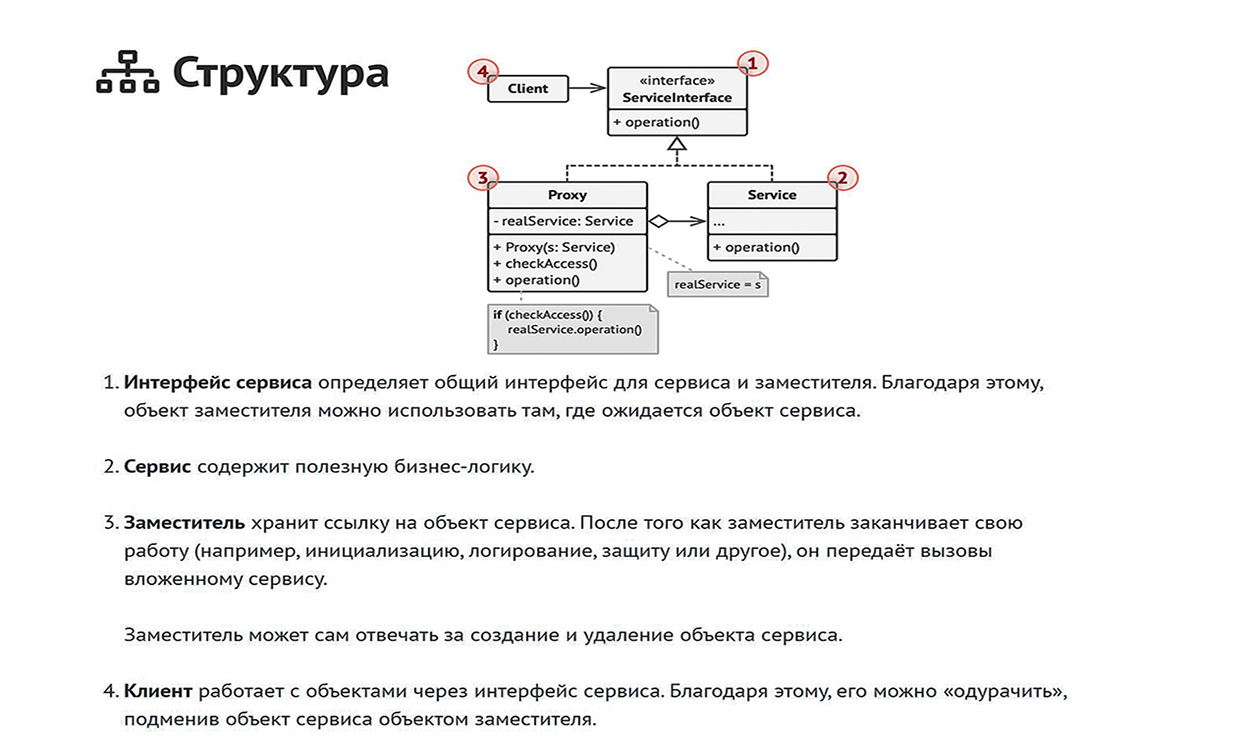 Структура
4
Client
1
«interface»
ServiceInterface
+ operation()
3
Proxy
- realService: Service
+ Proxy(s: Service)
+ checkAccess()
+ operation()
2
Service
...
+ operation()
realService = s
if (checkAccess()) {
realService.operation()
}
1. Интерфейс сервиса определяет общий интерфейс для сервиса и заместителя. Благодаря этому,
объект заместителя можно использовать там, где ожидается объект сервиса.
2. Сервис содержит полезную бизнес-логику.
3. Заместитель хранит ссылку на объект сервиса. После того как заместитель заканчивает свою
работу (например, инициализацию, логирование, защиту или другое), он передаёт вызовы
вложенному сервису.
Заместитель может сам отвечать за создание и удаление объекта сервиса.
4. Клиент работает с объектами через интерфейс сервиса. Благодаря этому, его можно «одурачить»,
подменив объект сервиса объектом заместителя.